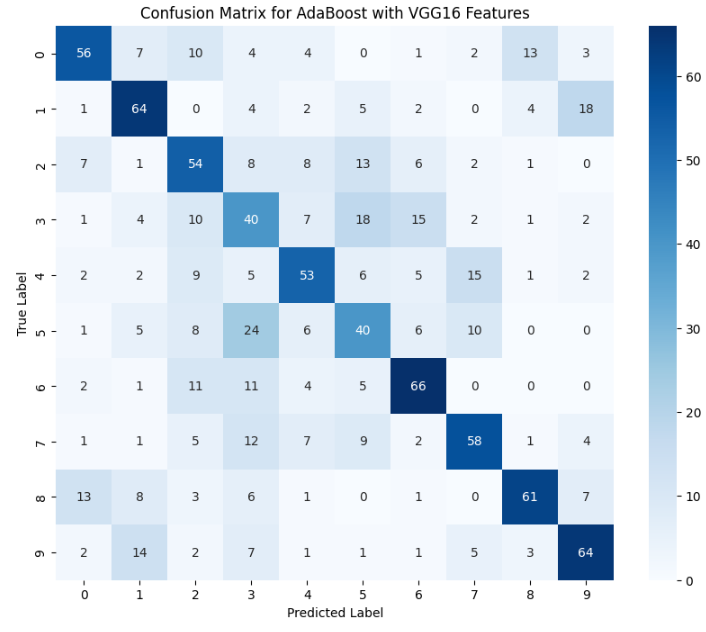 Confusion Matrix for AdaBoost with VGG16 Features
0 56 7 10 4 4 0 1 2 13 3
1 1 64 0 4 2 5 2 0 4 18
2 7 1 54 8 8 13 6 2 1 0
3 1 4 10 40 7 18 15 2 1 2
4 2 2 9 5 53 6 5 15 1 2
5 1 5 8 24 6 40 6 10 0 0
6 2 1 11 11 4 5 66 0 0 0
7 1 1 5 12 7 9 2 58 1 4
8 13 8 3 6 1 0 1 0 61 7
9 2 14 2 7 1 1 1 5 3 64
0 1 2 3 4 5 6 7 8 9
Predicted Label
True Label
60
50
40
30
20
10
0